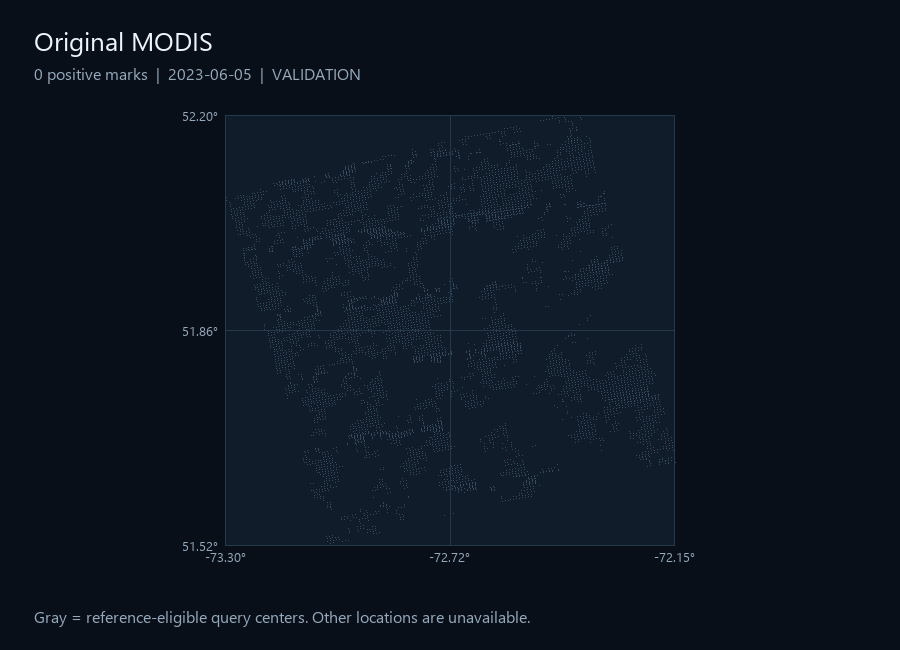 Original MODIS
0 positive marks | 2023-06-05 | VALIDATION
52.20°
51.86°
51.52°
-73.30°
-72.72°
-72.15°
Gray = reference-eligible query centers. Other locations are unavailable.